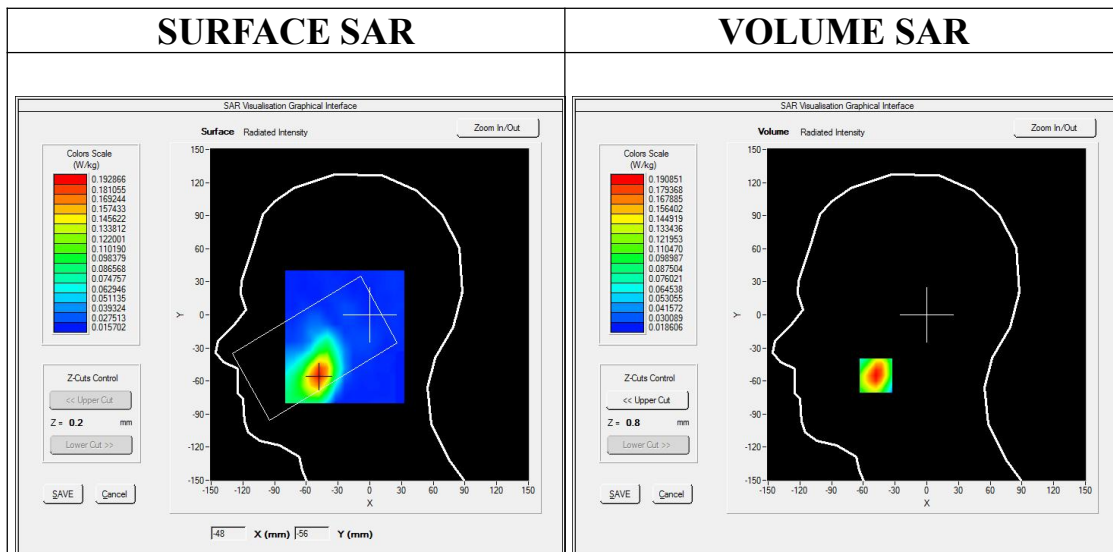 SURFACE SAR
VOLUME SAR
SAR Visualisation Graphical Interface
Surface Radiated Intensity
Zoom In/Out
Colors Scale
(W/kg)
0.192866
0.181055
0.169244
0.157433
0.145622
0.133812
0.122001
0.110190
0.098379
0.086568
0.074757
0.062946
0.051135
0.039324
0.027513
0.015702
Z-Cuts Control
<< Upper Cut
Z = 0.2 mm
Lower Cut >>
SAVE Cancel
150
120
90
60
30
0
-30
-60
-90
-120
-150
Y
-150 -120 -90 -60 -30 0 30 60 90 120 150
X
-48 X (mm) -56 Y (mm)
SAR Visualisation Graphical Interface
Volume Radiated Intensity
Zoom In/Out
Colors Scale
(W/kg)
0.190851
0.179368
0.167885
0.156402
0.144919
0.133436
0.121953
0.110470
0.098987
0.087504
0.076021
0.064538
0.053055
0.041572
0.030089
0.018606
Z-Cuts Control
<< Upper Cut
Z = 0.8 mm
Lower Cut >>
SAVE Cancel
150
120
90
60
30
0
-30
-60
-90
-120
-150
Y
-150 -120 -90 -60 -30 0 30 60 90 120 150
X